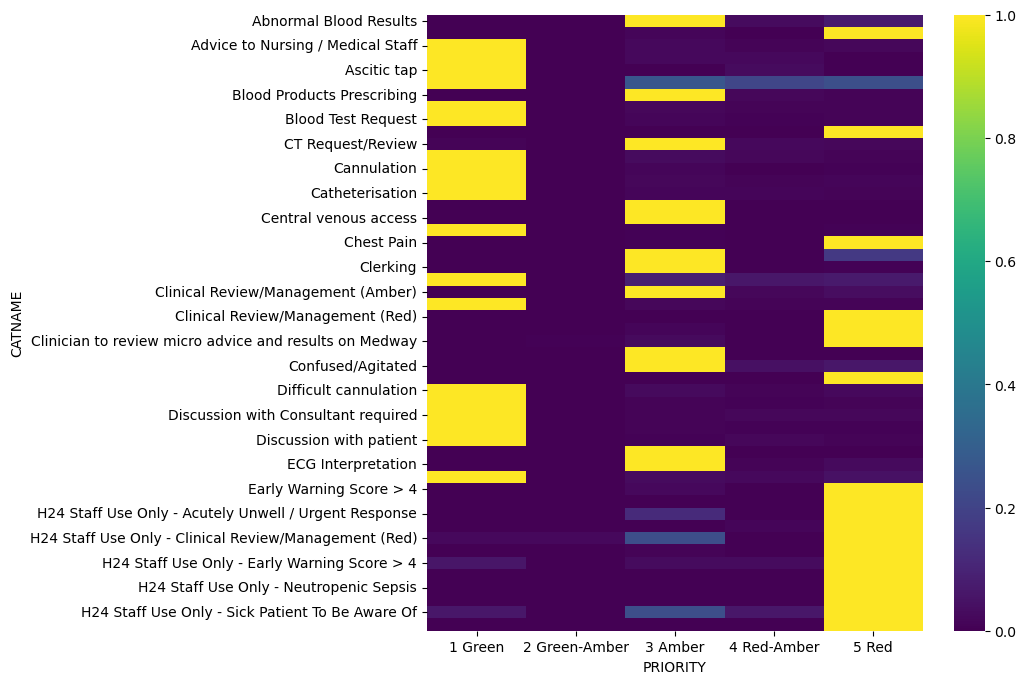 Abnormal Blood Results
Advice to Nursing / Medical Staff
Ascitic tap
Blood Products Prescribing
Blood Test Request
CT Request/Review
Cannulation
Catheterisation
Central venous access
Chest Pain
Clerking
Clinical Review/Management (Amber)
Clinical Review/Management (Red)
Clinician to review micro advice and results on Medway
Confused/Agitated
Difficult cannulation
Discussion with Consultant required
Discussion with patient
ECG Interpretation
Early Warning Score > 4
H24 Staff Use Only - Acutely Unwell / Urgent Response
H24 Staff Use Only - Clinical Review/Management (Red)
H24 Staff Use Only - Early Warning Score > 4
H24 Staff Use Only - Neutropenic Sepsis
H24 Staff Use Only - Sick Patient To Be Aware Of
CATNAME
1 Green
2 Green-Amber
3 Amber
4 Red-Amber
5 Red
PRIORITY
1.0
0.8
0.6
0.4
0.2
0.0